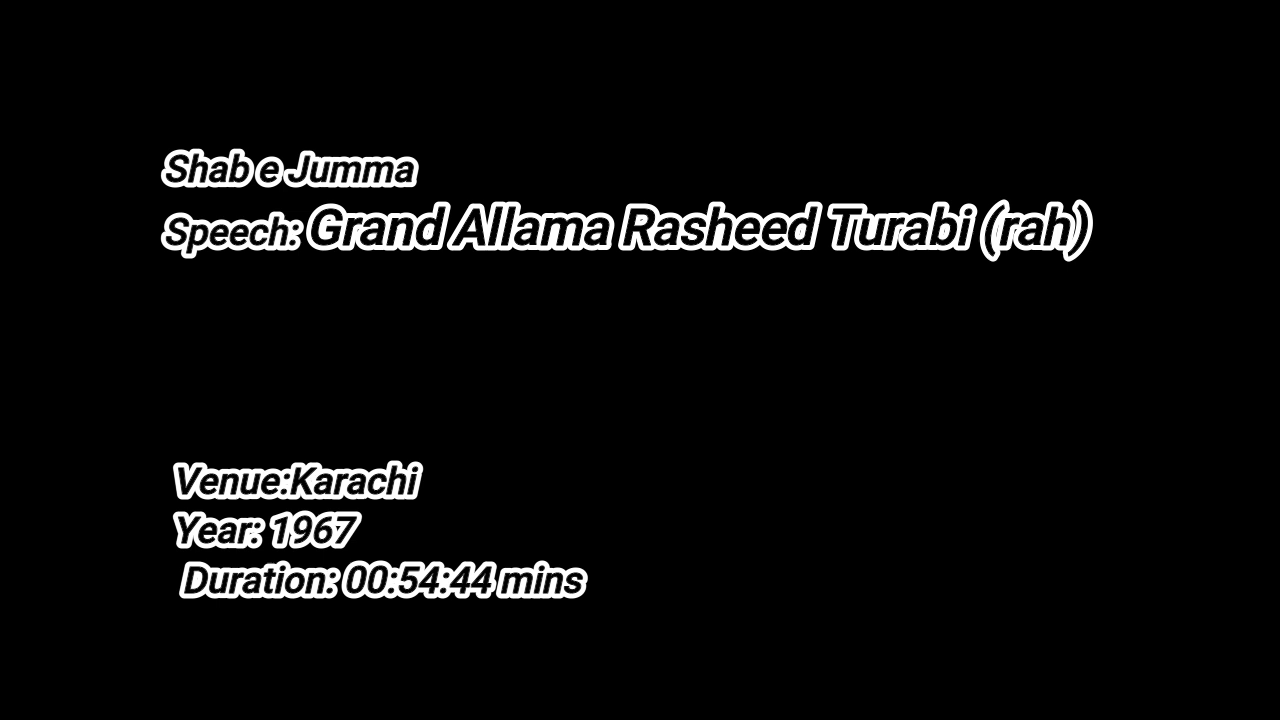 Shab e Jumma
Speech: Grand Allama Rasheed Turabi (rah)
Venue:Karachi
Year: 1967
Duration: 00:54:44 mins